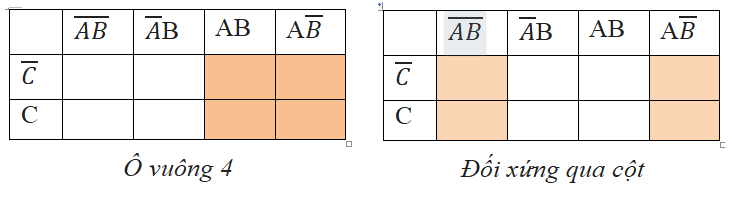 A̅B̅ A̅B AB AB̅ A̅B̅ A̅B AB AB̅
C̅ C̅
C C
Ô vuông 4 Đối xứng qua cột